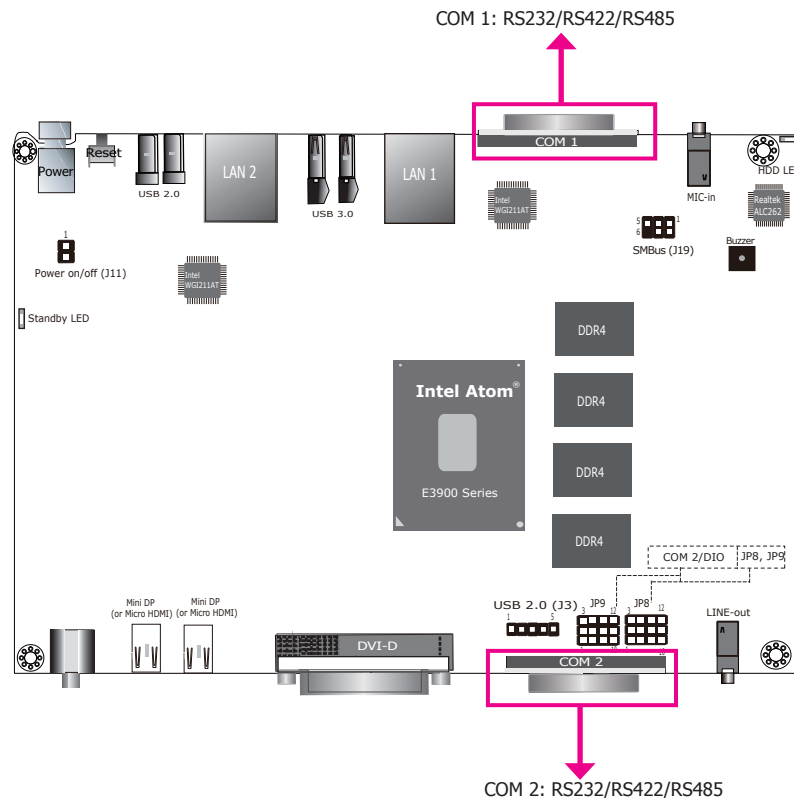 COM 1: RS232/RS422/RS485
COM 1
Power
Reset
USB 2.0
LAN 2
USB 3.0
LAN 1
MIC-in
HDD LE
Intel
WGI211AT
Realtek
ALC262
5
6
1
SMBus (J19)
Buzzer
1
Power on/off (J11)
Intel
WGI211AT
Standby LED
DDR4
Intel Atom®
E3900 Series
DDR4
DDR4
DDR4
COM 2/DIO
JP8, JP9
Mini DP
(or Micro HDMI)
Mini DP
(or Micro HDMI)
USB 2.0 (J3)
1
5
JP9
3
12
JP8
3
12
LINE-out
DVI-D
1
10
1
10
COM 2
COM 2: RS232/RS422/RS485